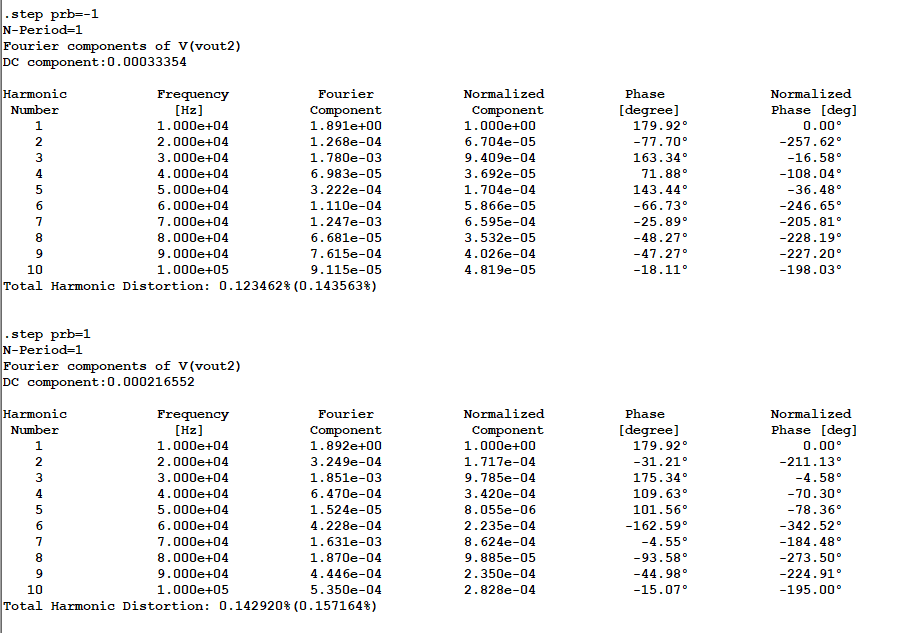 .step prb=-1
N-Period=1
Fourier components of V(vout2)
DC component:0.00033354

Harmonic Frequency Fourier Normalized Phase Normalized
Number [Hz] Component Component [degree] Phase [deg]
1 1.000e+04 1.891e+00 1.000e+00 179.92° 0.00°
2 2.000e+04 1.268e-04 6.704e-05 -77.70° -257.62°
3 3.000e+04 1.780e-03 9.409e-04 163.34° -16.58°
4 4.000e+04 6.983e-05 3.692e-05 71.88° -108.04°
5 5.000e+04 3.222e-04 1.704e-04 143.44° -36.48°
6 6.000e+04 1.110e-04 5.866e-05 -66.73° -246.65°
7 7.000e+04 1.247e-03 6.595e-04 -25.89° -205.81°
8 8.000e+04 6.681e-05 3.532e-05 -48.27° -228.19°
9 9.000e+04 7.615e-04 4.026e-04 -47.27° -227.20°
10 1.000e+05 9.115e-05 4.819e-05 -18.11° -198.03°
Total Harmonic Distortion: 0.123462%(0.143563%)

.step prb=1
N-Period=1
Fourier components of V(vout2)
DC component:0.000216552

Harmonic Frequency Fourier Normalized Phase Normalized
Number [Hz] Component Component [degree] Phase [deg]
1 1.000e+04 1.892e+00 1.000e+00 179.92° 0.00°
2 2.000e+04 3.249e-04 1.717e-04 -31.21° -211.13°
3 3.000e+04 1.851e-03 9.785e-04 175.34° -4.58°
4 4.000e+04 6.470e-04 3.420e-04 109.63° -70.30°
5 5.000e+04 1.524e-05 8.055e-06 101.56° -78.36°
6 6.000e+04 4.228e-04 2.235e-04 -162.59° -342.52°
7 7.000e+04 1.631e-03 8.624e-04 -4.55° -184.48°
8 8.000e+04 1.870e-04 9.885e-05 -93.58° -273.50°
9 9.000e+04 4.446e-04 2.350e-04 -44.98° -224.91°
10 1.000e+05 5.350e-04 2.828e-04 -15.07° -195.00°
Total Harmonic Distortion: 0.142920%(0.157164%)